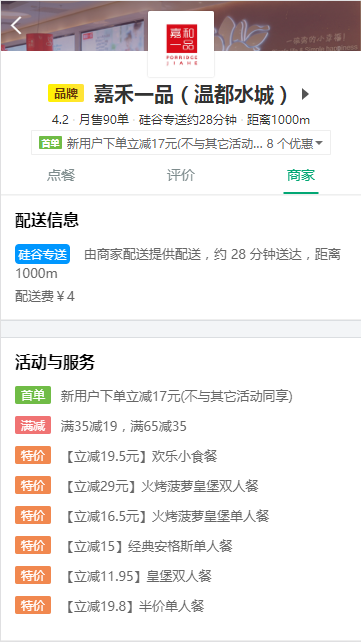 嘉和
一品
PORRIDGE
JIAHE
品牌 嘉禾一品（温都水城）
4.2 · 月售90单 · 硅谷专送约28分钟 · 距离1000m
首单 新用户下单立减17元(不与其它活动... 8 个优惠
点餐 评价 商家
配送信息
硅谷专送 由商家配送提供配送，约 28 分钟送达，距离
1000m
配送费￥4
活动与服务
首单 新用户下单立减17元(不与其它活动同享)
满减 满35减19，满65减35
特价 【立减19.5元】欢乐小食餐
特价 【立减29元】火烤菠萝皇堡双人餐
特价 【立减16.5元】火烤菠萝皇堡单人餐
特价 【立减15】经典安格斯单人餐
特价 【立减11.95】皇堡双人餐
特价 【立减19.8】半价单人餐